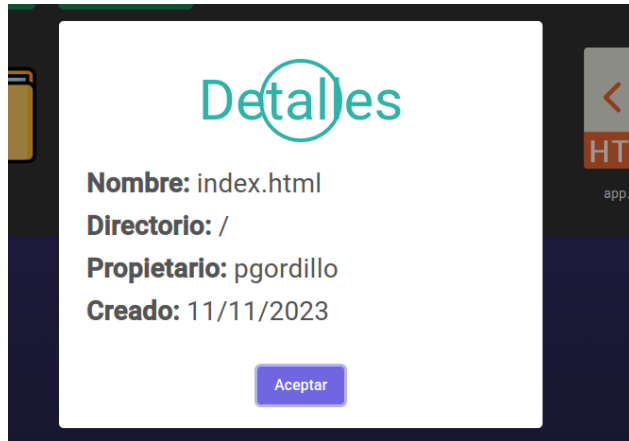 Detalles
Nombre: index.html
Directorio: /
Propietario: pgordillo
Creado: 11/11/2023
Aceptar
HT
app.